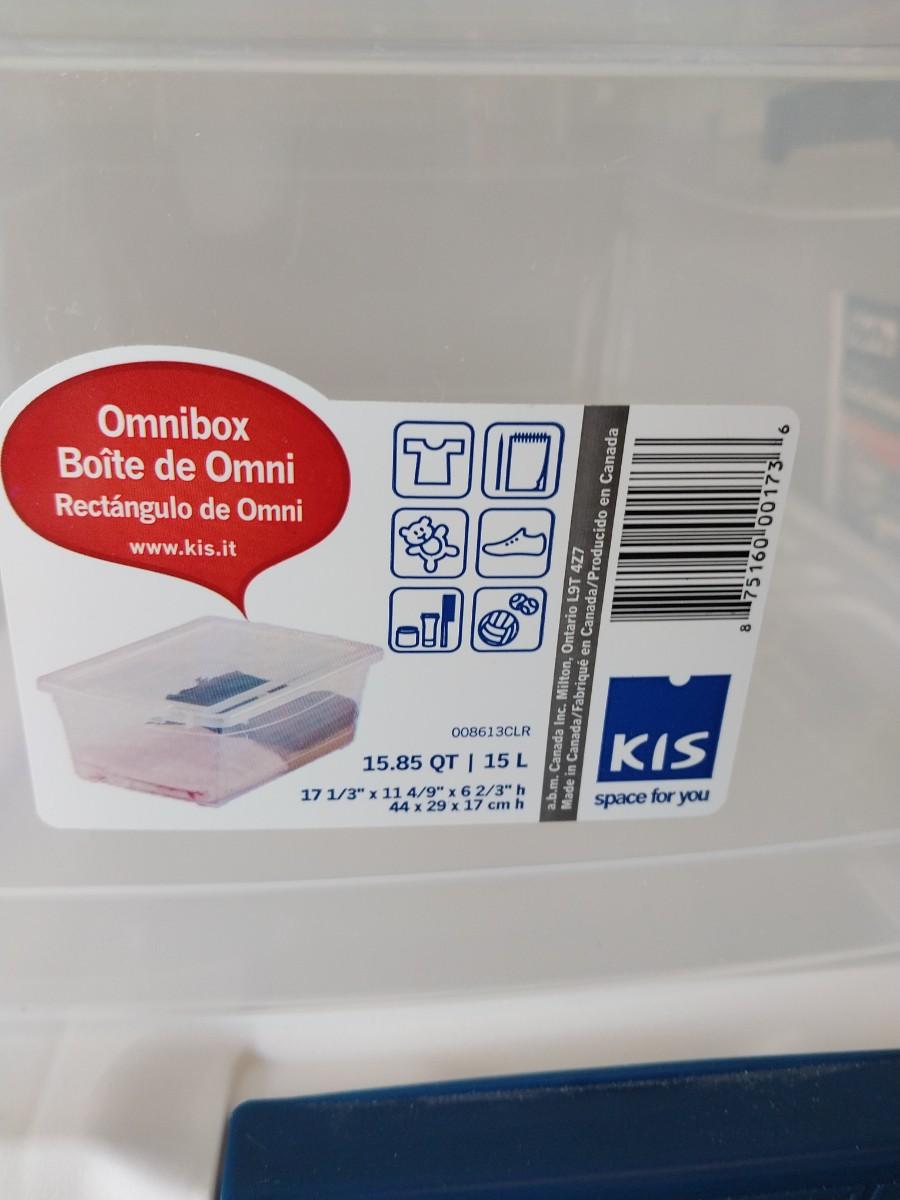 Omnibox
Boîte de Omni
Rectángulo de Omni
www.kis.it
008613CLR
15.85 QT | 15 L
17 1/3" x 11 4/9" x 6 2/3" h
44 x 29 x 17 cm h
a.b.m. Canada Inc. Milton, Ontario L9T 4Z7
Made in Canada/Fabriqué en Canada/Producido en Canada
8 75160 00173 6
KIS
space for you